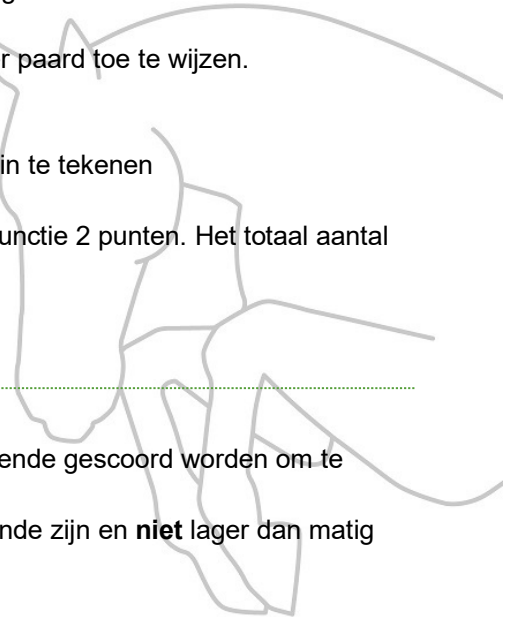 r paard toe te wijzen.
in te tekenen
unctie 2 punten. Het totaal aantal
ende gescoord worden om te
nde zijn en niet lager dan matig